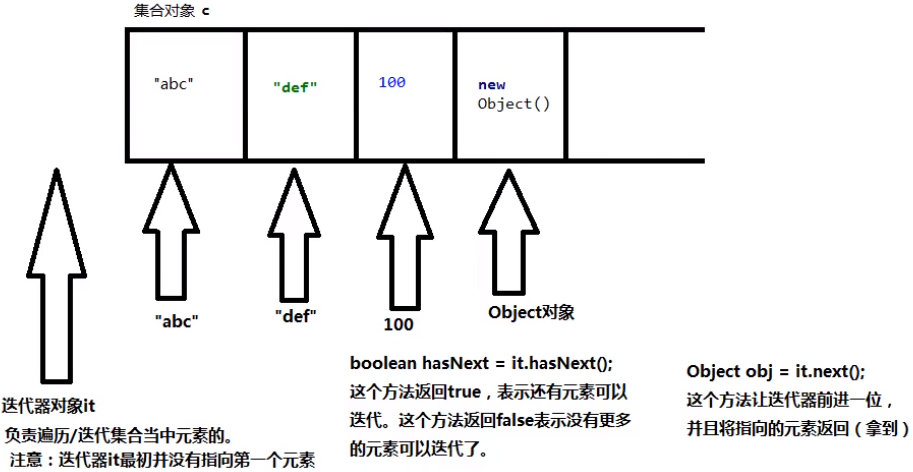 集合对象 c
"abc"
"def"
100
new
Object()
"abc"
"def"
100
Object对象
迭代器对象it
负责遍历/迭代集合当中元素的。
注意：迭代器it最初并没有指向第一个元素
boolean hasNext = it.hasNext();
这个方法返回true，表示还有元素可以
迭代。这个方法返回false表示没有更多
的元素可以迭代了。
Object obj = it.next();
这个方法让迭代器前进一位，
并且将指向的元素返回（拿到）